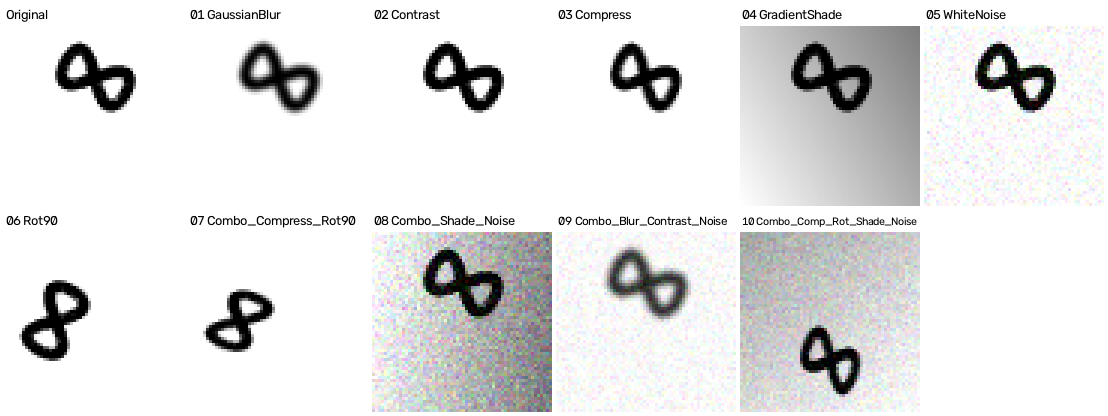 Original 01 GaussianBlur 02 Contrast 03 Compress 04 GradientShade 05 WhiteNoise
06 Rot90 07 Combo_Compress_Rot90 08 Combo_Shade_Noise 09 Combo_Blur_Contrast_Noise 10 Combo_Comp_Rot_Shade_Noise